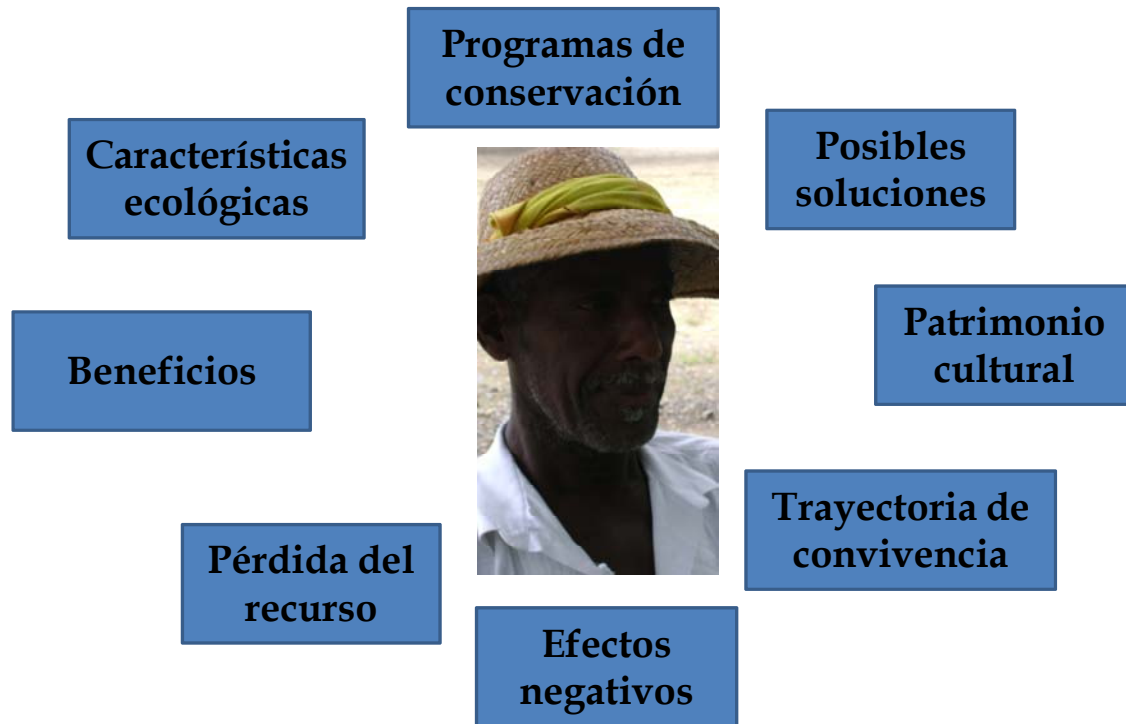 Programas de
conservación
Características
ecológicas
Posibles
soluciones
Beneficios
Patrimonio
cultural
Pérdida del
recurso
Trayectoria de
convivencia
Efectos
negativos